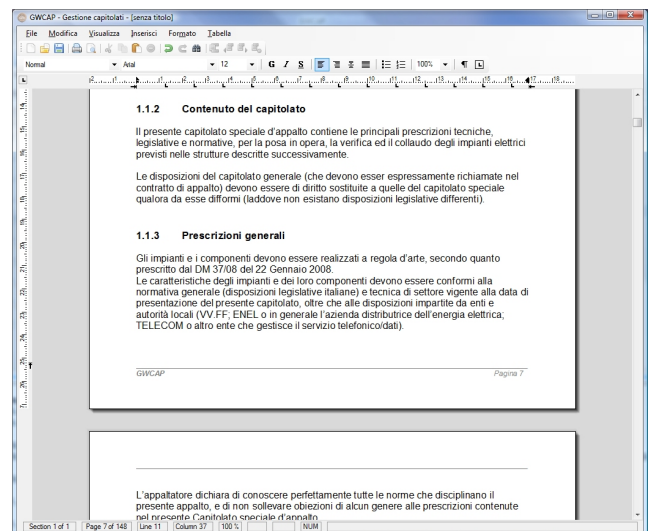 GWCAP - Gestione capitolati - [senza titolo]
File Modifica Visualizza Inserisci Formato Tabella
Normal Arial 12 G I S 100%
1.1.2 Contenuto del capitolato
Il presente capitolato speciale d'appalto contiene le principali prescrizioni tecniche,
legislative e normative, per la posa in opera, la verifica ed il collaudo degli impianti elettrici
previsti nelle strutture descritte successivamente.
Le disposizioni del capitolato generale (che devono esser espressamente richiamate nel
contratto di appalto) devono essere di diritto sostituite a quelle del capitolato speciale
qualora da esse difformi (laddove non esistano disposizioni legislative differenti).
1.1.3 Prescrizioni generali
Gli impianti e i componenti devono essere realizzati a regola d'arte, secondo quanto
prescritto dal DM 37/08 del 22 Gennaio 2008.
Le caratteristiche degli impianti e dei loro componenti devono essere conformi alla
normativa generale (disposizioni legislative italiane) e tecnica di settore vigente alla data di
presentazione del presente capitolato, oltre che alle disposizioni impartite da enti e
autorità locali (VV.FF; ENEL o in generale l'azienda distributrice dell'energia elettrica;
TELECOM o altro ente che gestisce il servizio telefonico/dati).
GWCAP Pagina 7
L'appaltatore dichiara di conoscere perfettamente tutte le norme che disciplinano il
presente appalto, e di non sollevare obiezioni di alcun genere alle prescrizioni contenute
nel presente Capitolato speciale d'appalto
Section 1 of 1 Page 7 of 148 Line 11 Column 37 100 % NUM